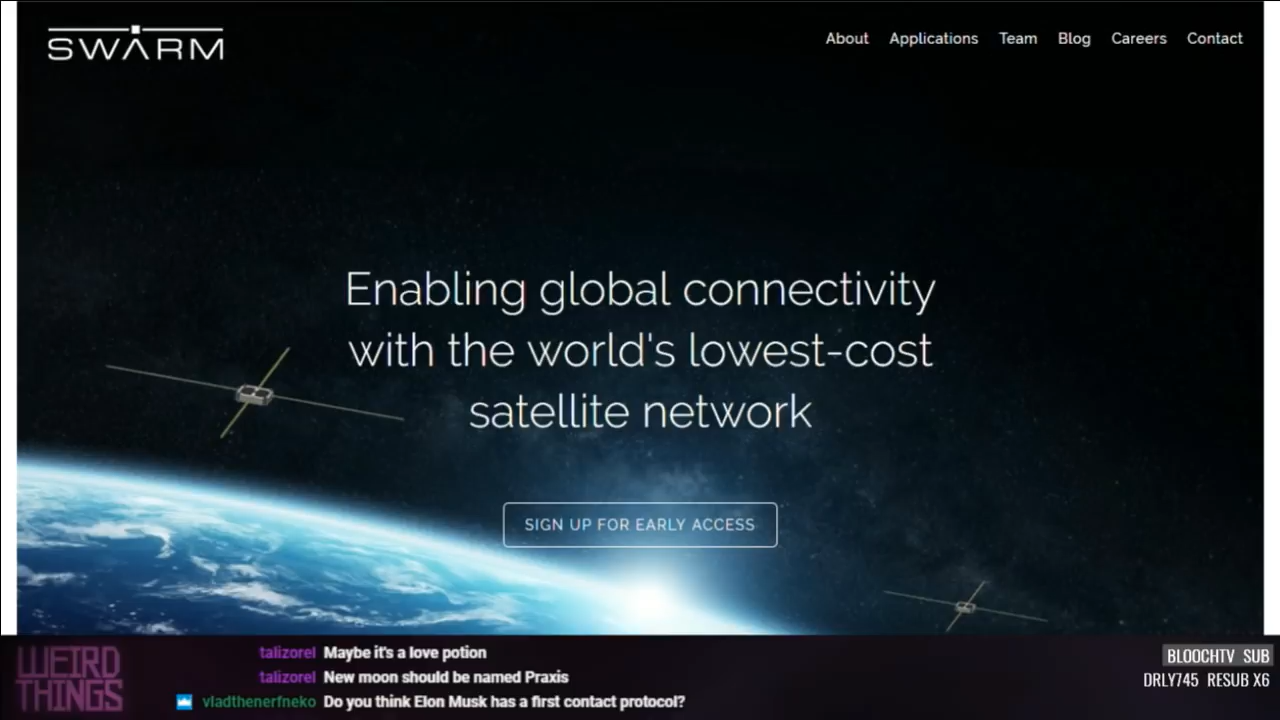 SWARM
About Applications Team Blog Careers Contact
Enabling global connectivity
with the world's lowest-cost
satellite network
SIGN UP FOR EARLY ACCESS
WEIRD
THINGS
talizorel Maybe it's a love potion
talizorel New moon should be named Praxis
vladthenerfneko Do you think Elon Musk has a first contact protocol?
BLOOCHTV SUB
DRLY745 RESUB X6